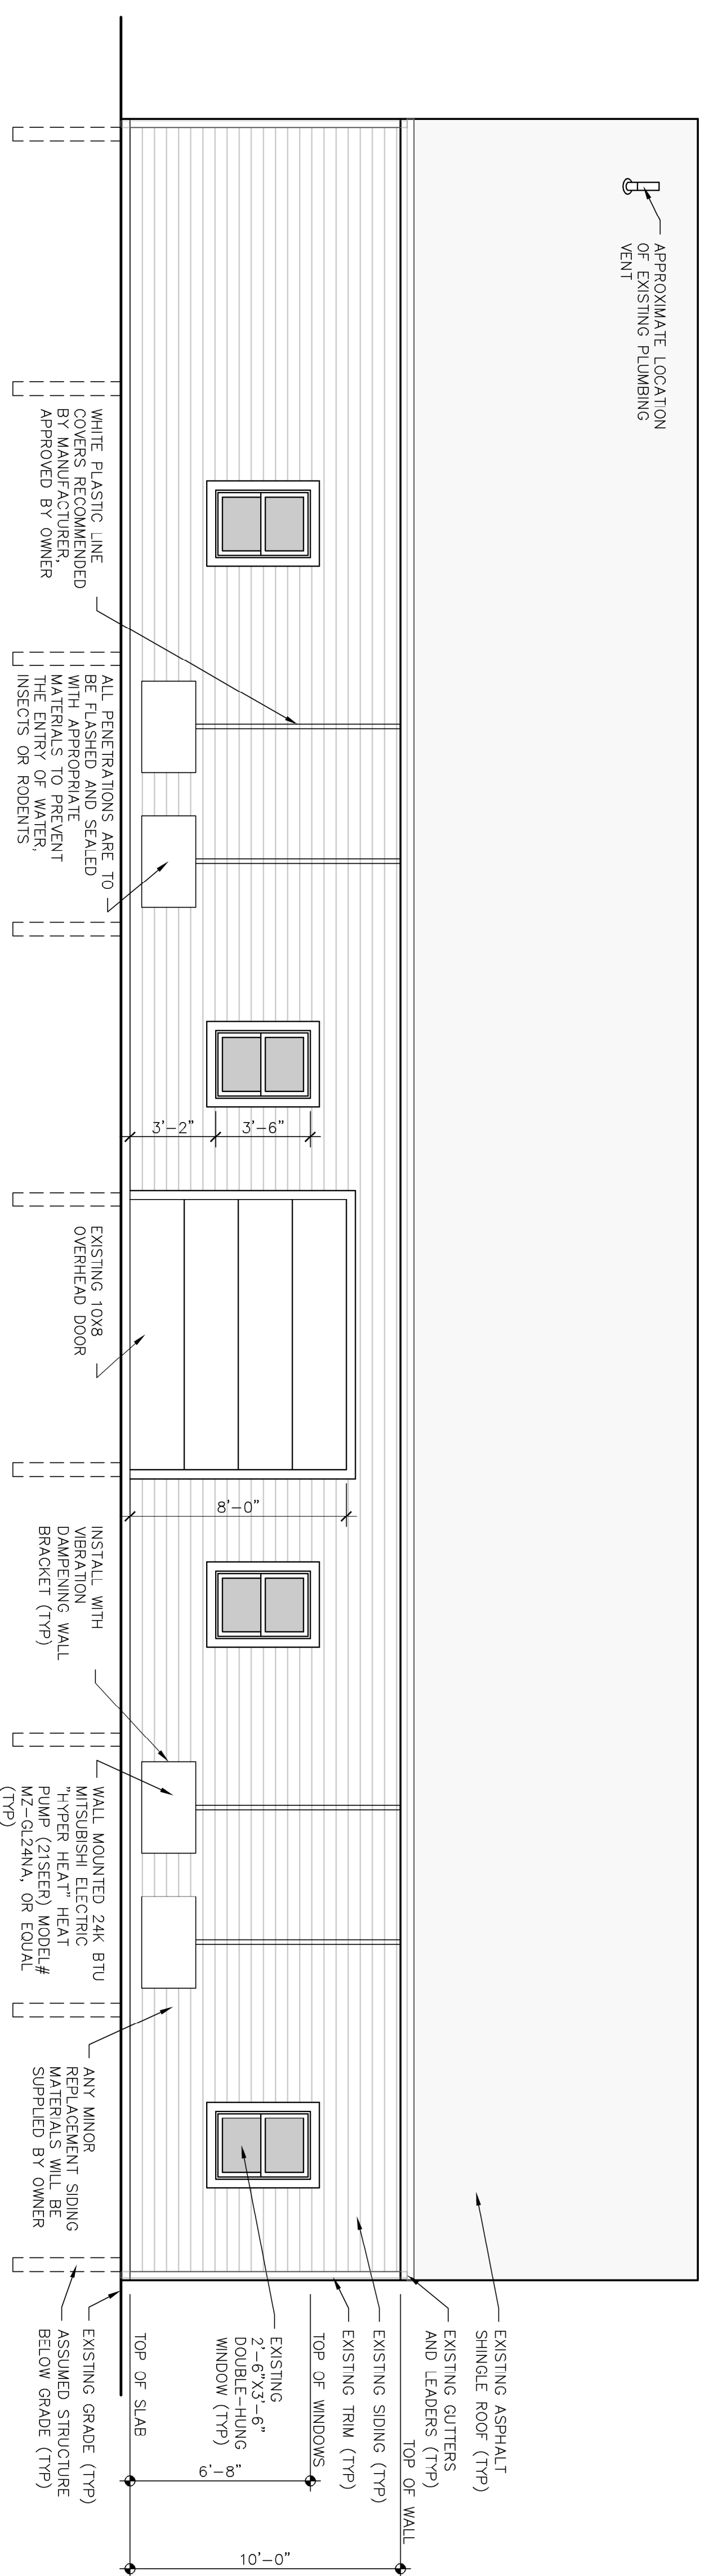 APPROXIMATE LOCATION
OF EXISTING PLUMBING
VENT
WHITE PLASTIC LINE
COVERS RECOMMENDED
BY MANUFACTURER,
APPROVED BY OWNER
ALL PENETRATIONS ARE TO
BE FLASHED AND SEALED
WITH APPROPRIATE
MATERIALS TO PREVENT
THE ENTRY OF WATER,
INSECTS OR RODENTS
3'-2"
3'-6"
EXISTING 10X8
OVERHEAD DOOR
8'-0"
INSTALL WITH
VIBRATION
DAMPENING WALL
BRACKET (TYP)
WALL MOUNTED 24K BTU
MITSUBISHI ELECTRIC
"HYPER HEAT" HEAT
PUMP (21SEER) MODEL#
MZ-GL24NA, OR EQUAL
(TYP)
ANY MINOR
REPLACEMENT SIDING
MATERIALS WILL BE
SUPPLIED BY OWNER
EXISTING ASPHALT
SHINGLE ROOF (TYP)
EXISTING GUTTERS
AND LEADERS (TYP)
TOP OF WALL
EXISTING SIDING (TYP)
EXISTING TRIM (TYP)
TOP OF WINDOWS
EXISTING
2'-6"X3'-6"
DOUBLE-HUNG
WINDOW (TYP)
TOP OF SLAB
EXISTING GRADE (TYP)
ASSUMED STRUCTURE
BELOW GRADE (TYP)
6'-8"
10'-0"